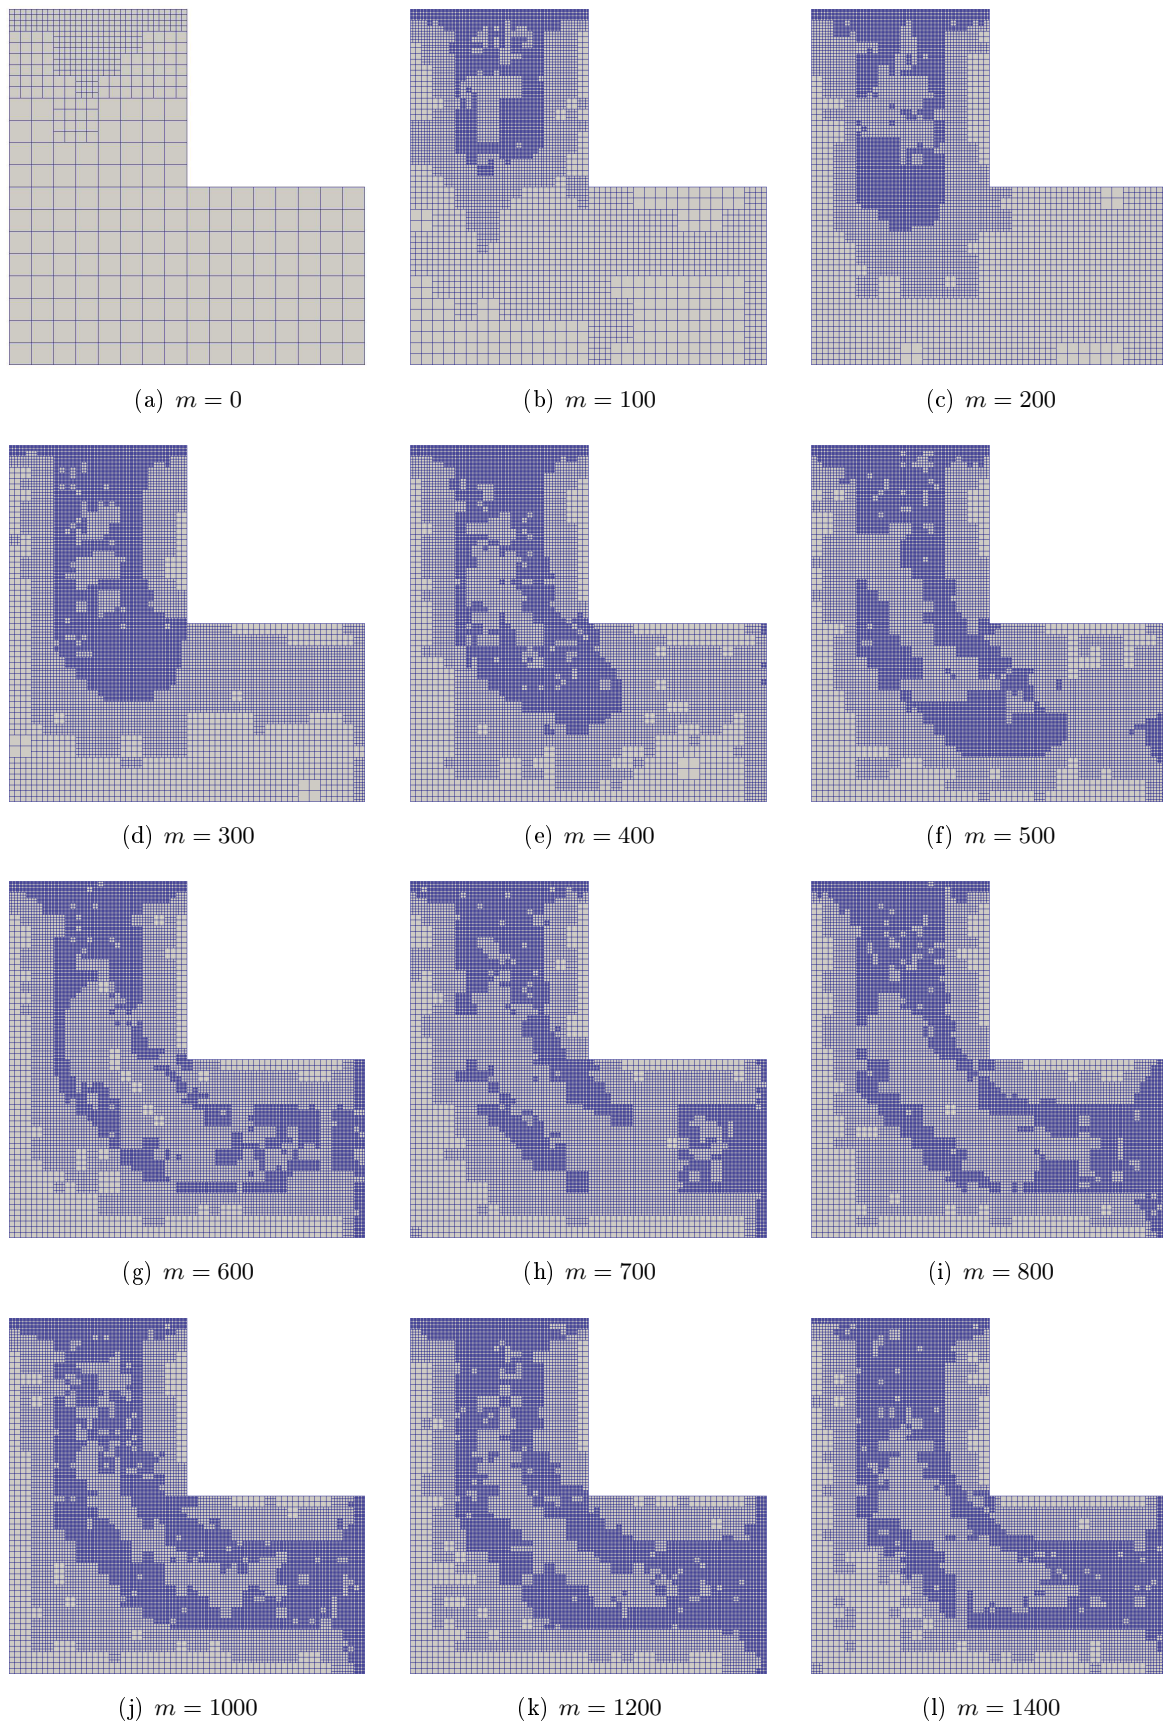 (a) m = 0
(b) m = 100
(c) m = 200
(d) m = 300
(e) m = 400
(f) m = 500
(g) m = 600
(h) m = 700
(i) m = 800
(j) m = 1000
(k) m = 1200
(l) m = 1400